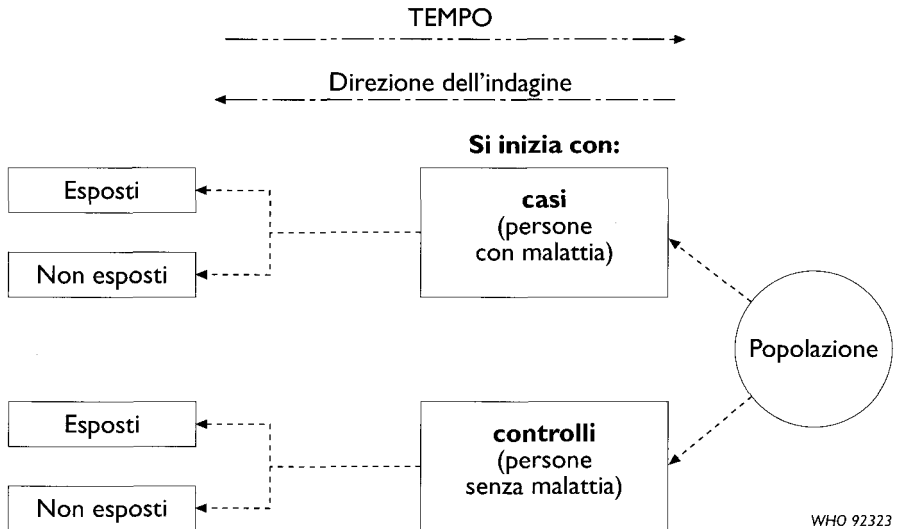 TEMPO
Direzione dell'indagine
Si inizia con:
Esposti
casi
(persone
con malattia)
Non esposti
Popolazione
Esposti
controlli
(persone
senza malattia)
Non esposti
WHO 92323